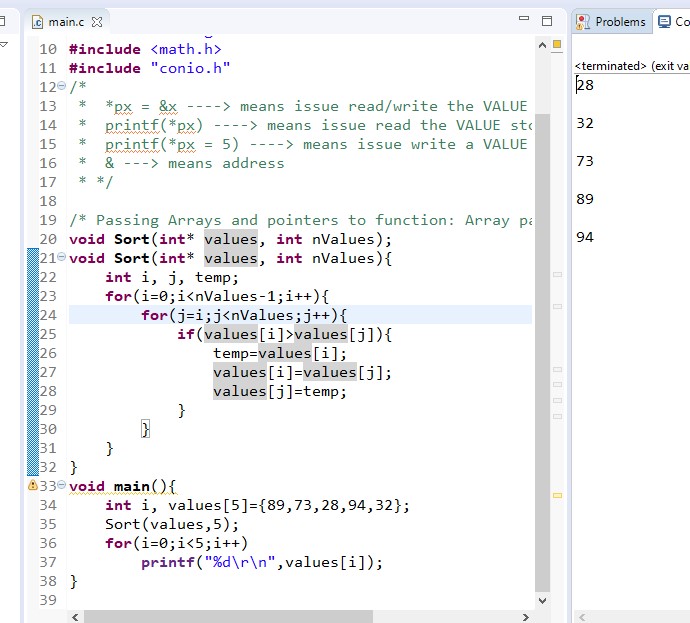 main.c
Problems Co
10 #include <math.h>
11 #include "conio.h"
12 /*
13 * *px = &x ----> means issue read/write the VALUE
14 * printf(*px) ----> means issue read the VALUE sto
15 * printf(*px = 5) ----> means issue write a VALUE
16 * & ---> means address
17 * */
18
19 /* Passing Arrays and pointers to function: Array pa
20 void Sort(int* values, int nValues);
21 void Sort(int* values, int nValues){
22 int i, j, temp;
23 for(i=0;i<nValues-1;i++){
24 for(j=i;j<nValues;j++){
25 if(values[i]>values[j]){
26 temp=values[i];
27 values[i]=values[j];
28 values[j]=temp;
29 }
30 }
31 }
32 }
33 void main(){
34 int i, values[5]={89,73,28,94,32};
35 Sort(values,5);
36 for(i=0;i<5;i++)
37 printf("%d\r\n",values[i]);
38 }
39
<terminated> (exit va
28
32
73
89
94